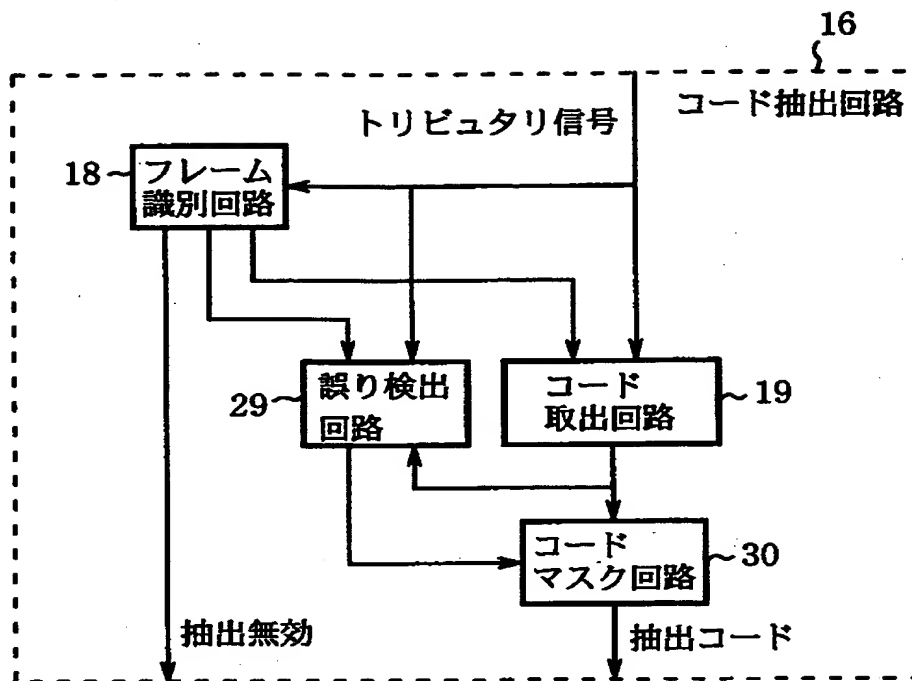 16
コード抽出回路
トリビュタリ信号
18
フレーム
識別回路
29
誤り検出
回路
コード
取出回路
19
コード
マスク回路
30
抽出無効
抽出コード